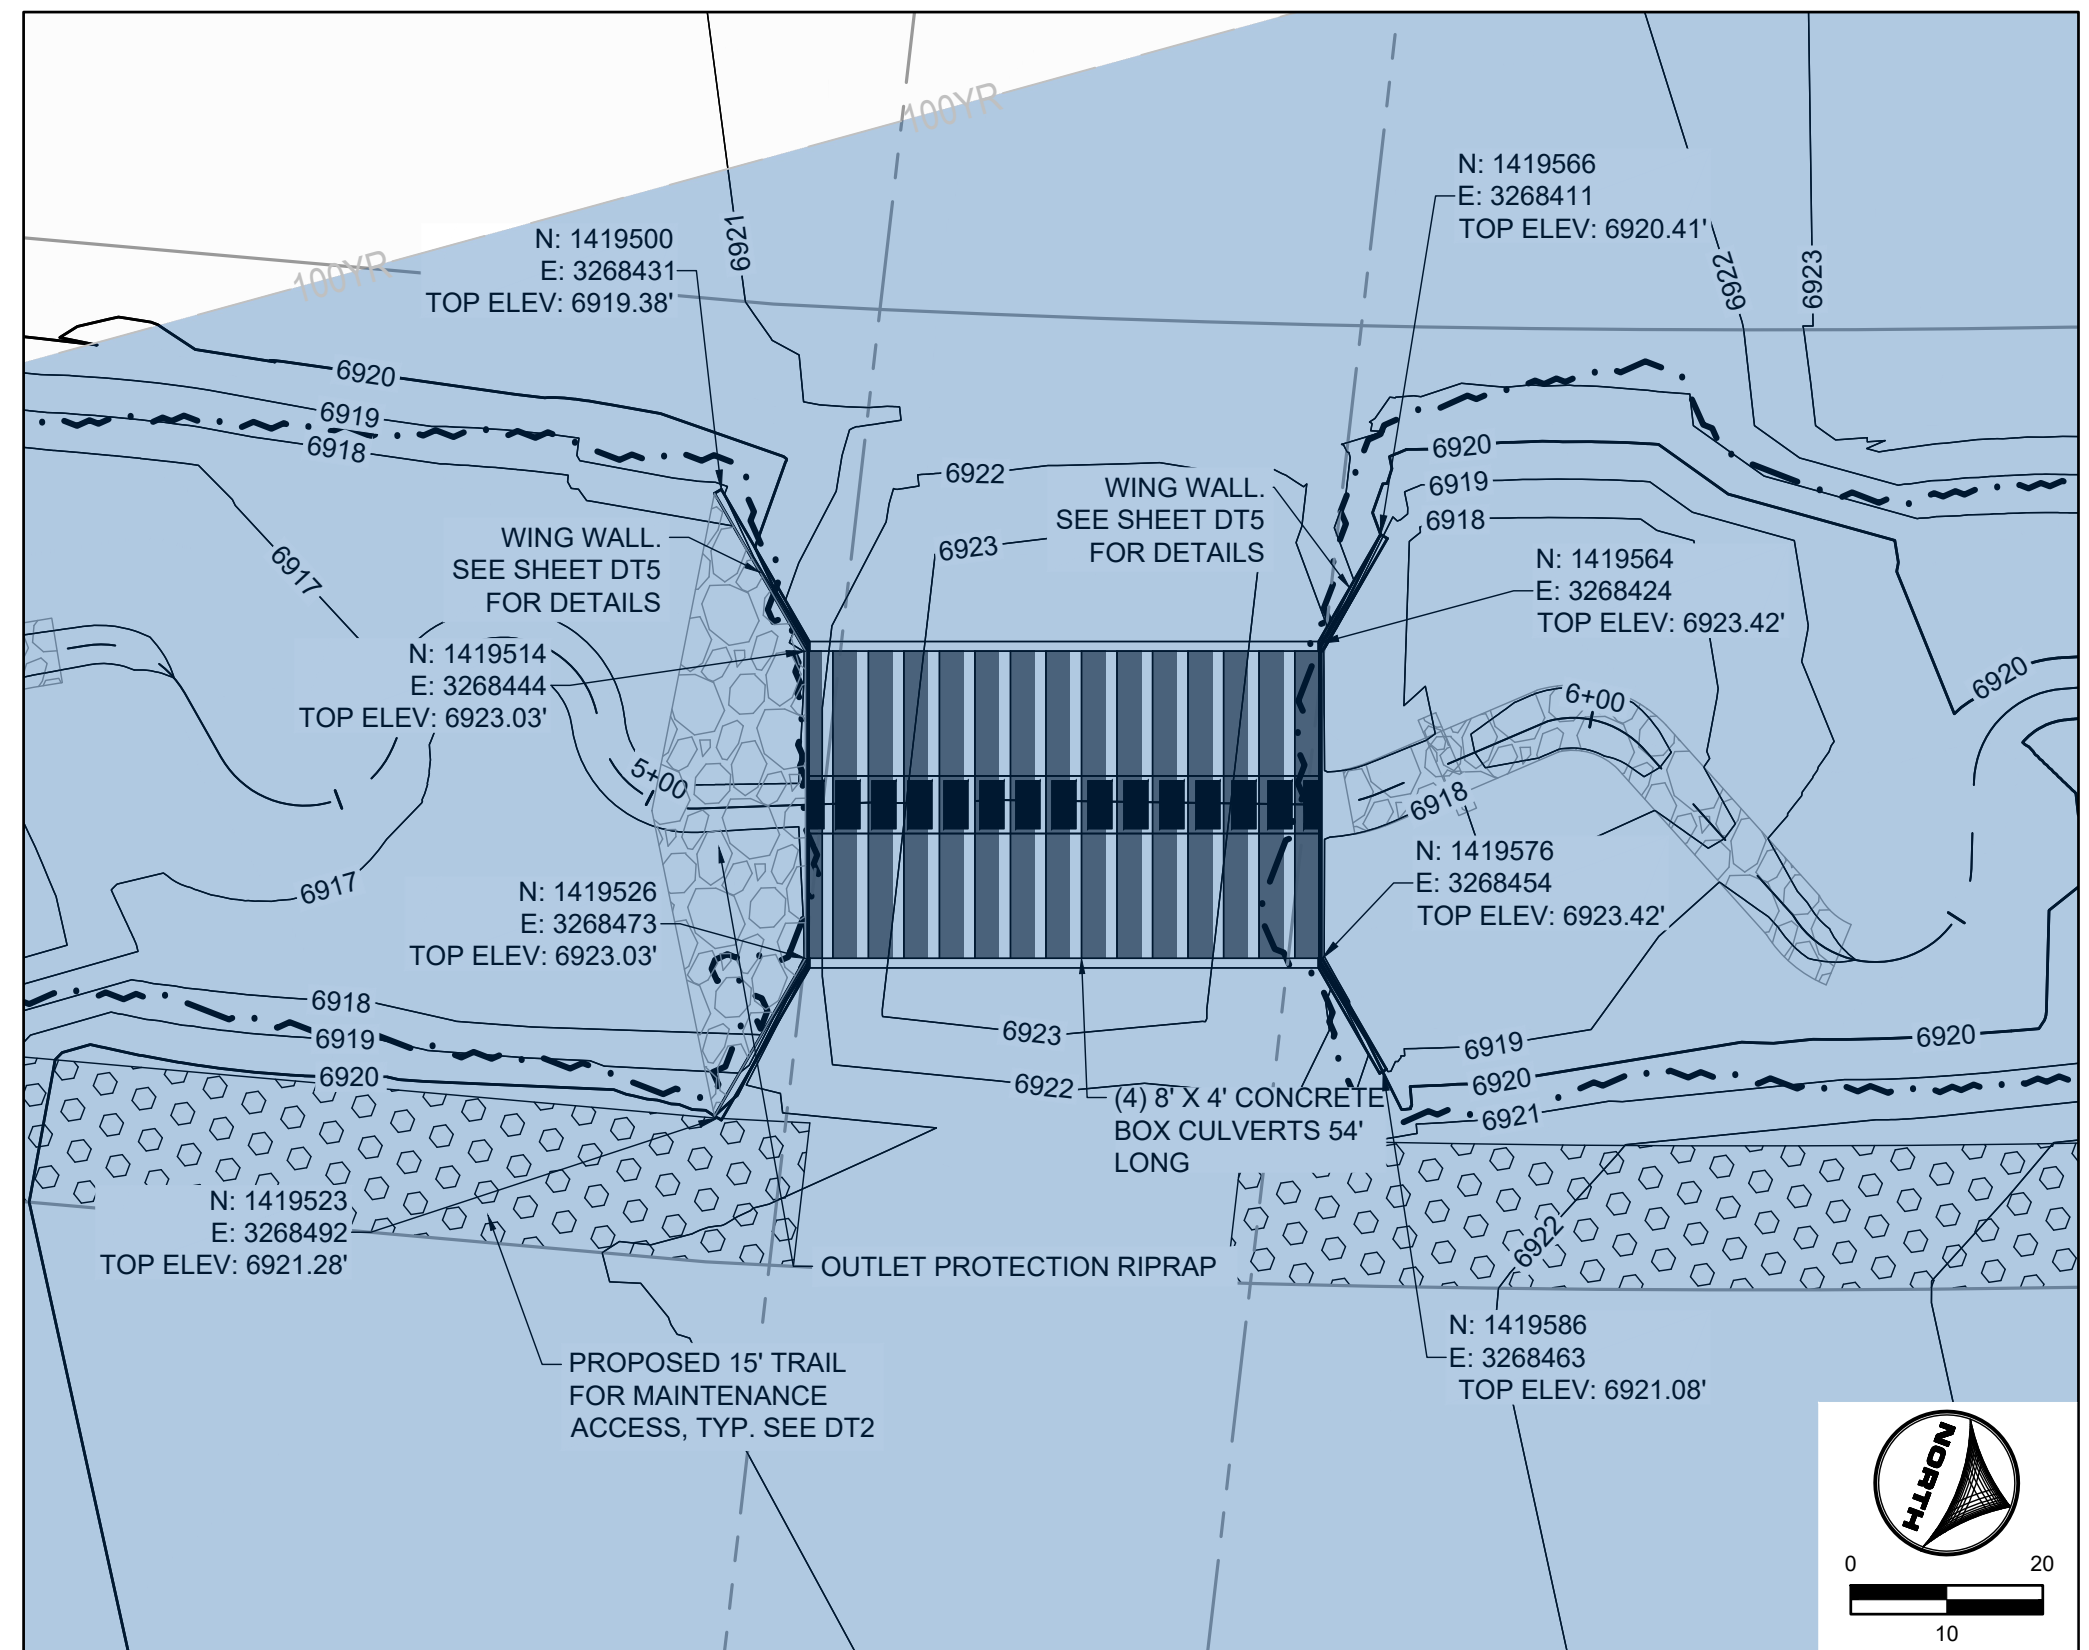 100YR
100YR
N: 1419566
E: 3268411
TOP ELEV: 6920.41'
N: 1419500
E: 3268431
TOP ELEV: 6919.38'
6921
6922
6923
6920
6919
6918
6917
6922
6923
WING WALL.
SEE SHEET DT5
FOR DETAILS
WING WALL.
SEE SHEET DT5
FOR DETAILS
6920
6919
6918
N: 1419564
E: 3268424
TOP ELEV: 6923.42'
N: 1419514
E: 3268444
TOP ELEV: 6923.03'
5+00
6+00
6920
6918
6917
N: 1419526
E: 3268473
TOP ELEV: 6923.03'
N: 1419576
E: 3268454
TOP ELEV: 6923.42'
6918
6919
6920
6923
6922
6919
6920
6921
6920
(4) 8' X 4' CONCRETE
BOX CULVERTS 54'
LONG
N: 1419523
E: 3268492
TOP ELEV: 6921.28'
OUTLET PROTECTION RIPRAP
6922
PROPOSED 15' TRAIL
FOR MAINTENANCE
ACCESS, TYP. SEE DT2
N: 1419586
E: 3268463
TOP ELEV: 6921.08'
NORTH
0 20
10